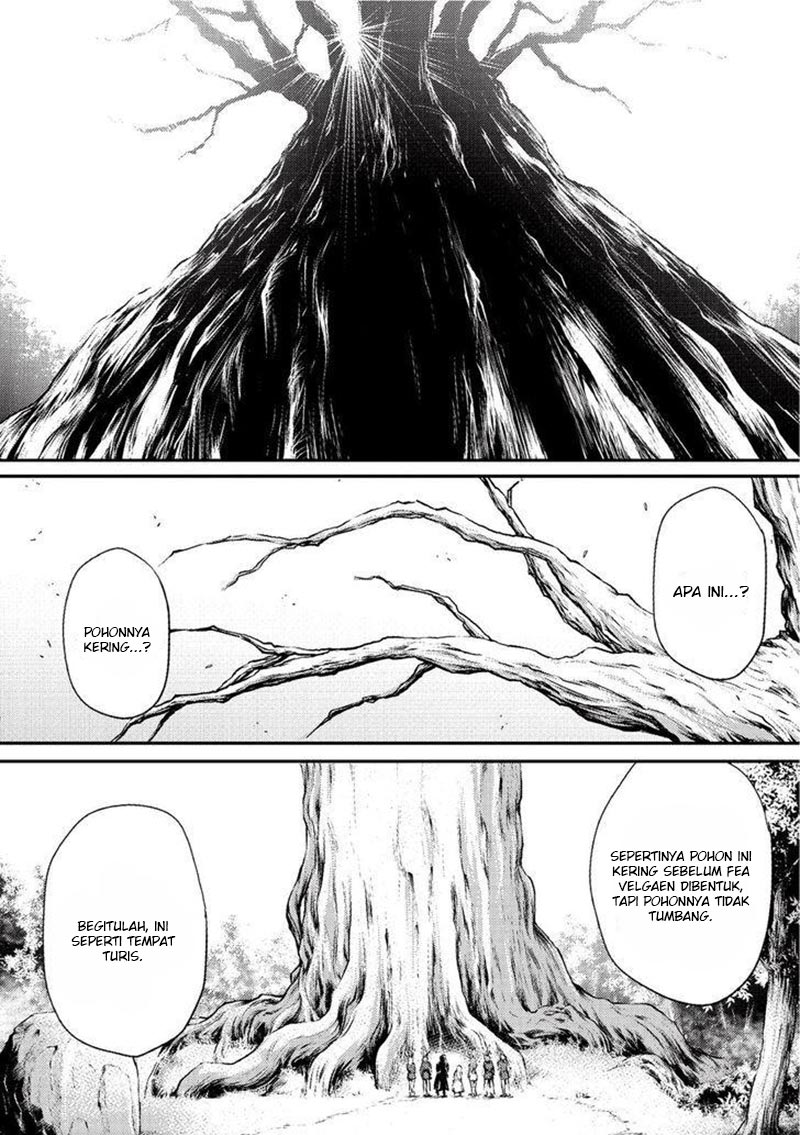 APA INI...?
POHONNYA
KERING...?
SEPERTINYA POHON INI
KERING SEBELUM FEA
VELGAEN DIBENTUK,
TAPI POHONNYA TIDAK
TUMBANG.
BEGITULAH, INI
SEPERTI TEMPAT
TURIS.